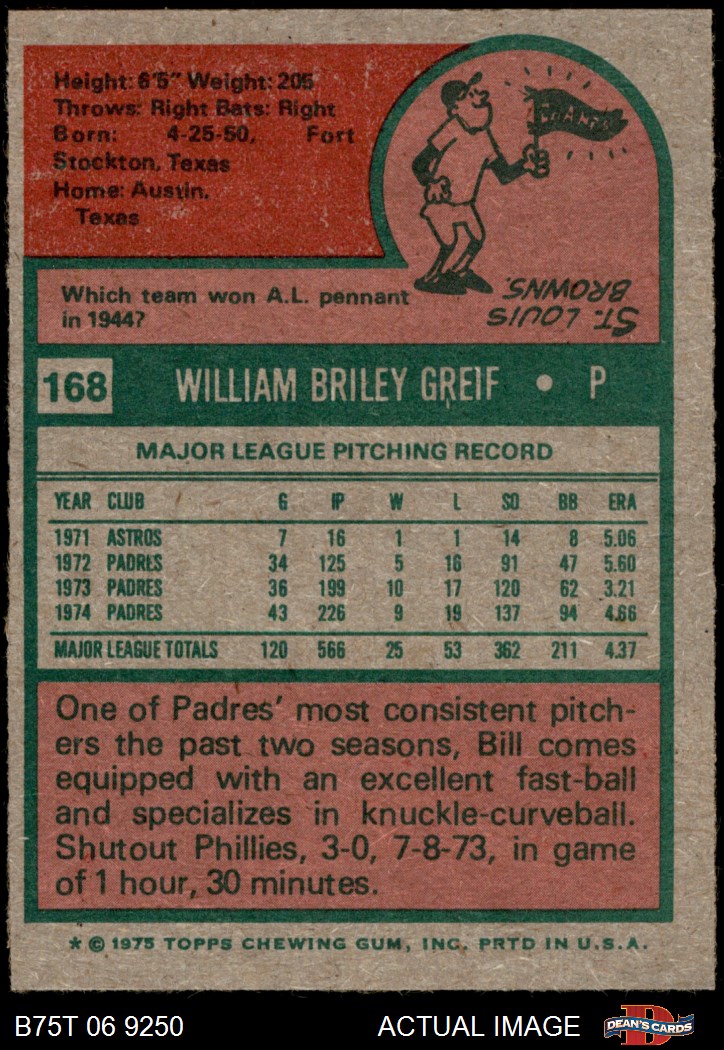 Height: 6'5" Weight: 205
Throws: Right Bats: Right
Born: 4-25-50, Fort
Stockton, Texas
Home: Austin,
Texas
Which team won A.L. pennant
in 1944?
ST. LOUIS
BROWNS.
168 WILLIAM BRILEY GREIF • P
MAJOR LEAGUE PITCHING RECORD
YEAR CLUB G IP W L SO BB ERA
1971 ASTROS 7 16 1 1 14 8 5.06
1972 PADRES 34 125 5 16 91 47 5.60
1973 PADRES 36 199 10 17 120 62 3.21
1974 PADRES 43 226 9 19 137 94 4.66
MAJOR LEAGUE TOTALS 120 566 25 53 362 211 4.37
One of Padres' most consistent pitch-
ers the past two seasons, Bill comes
equipped with an excellent fast-ball
and specializes in knuckle-curveball.
Shutout Phillies, 3-0, 7-8-73, in game
of 1 hour, 30 minutes.
* © 1975 TOPPS CHEWING GUM, INC. PRTD IN U.S.A.
B75T 06 9250 ACTUAL IMAGE DEAN'S CARDS